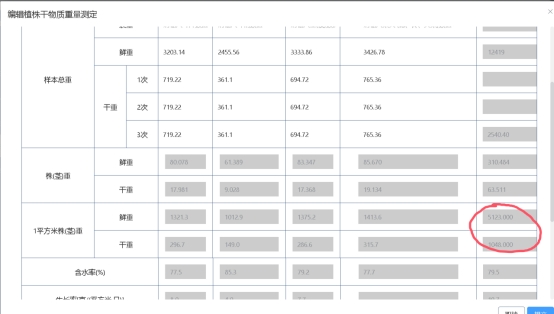 编辑植株干物质重量测定
鲜重 3203.14 2455.56 3333.86 3426.78 12419
样本总重 干重 1次 719.22 361.1 694.72 765.36
2次 719.22 361.1 694.72 765.36
3次 719.22 361.1 694.72 765.36 2540.40
株(茎)重 鲜重 80.078 61.389 83.347 85.670 310.484
干重 17.981 9.028 17.368 19.134 63.511
1平方米株(茎)重 鲜重 1321.3 1012.9 1375.2 1413.6 5123.000
干重 296.7 149.0 286.6 315.7 1048.000
含水率(%) 77.5 85.3 79.2 77.7 79.5